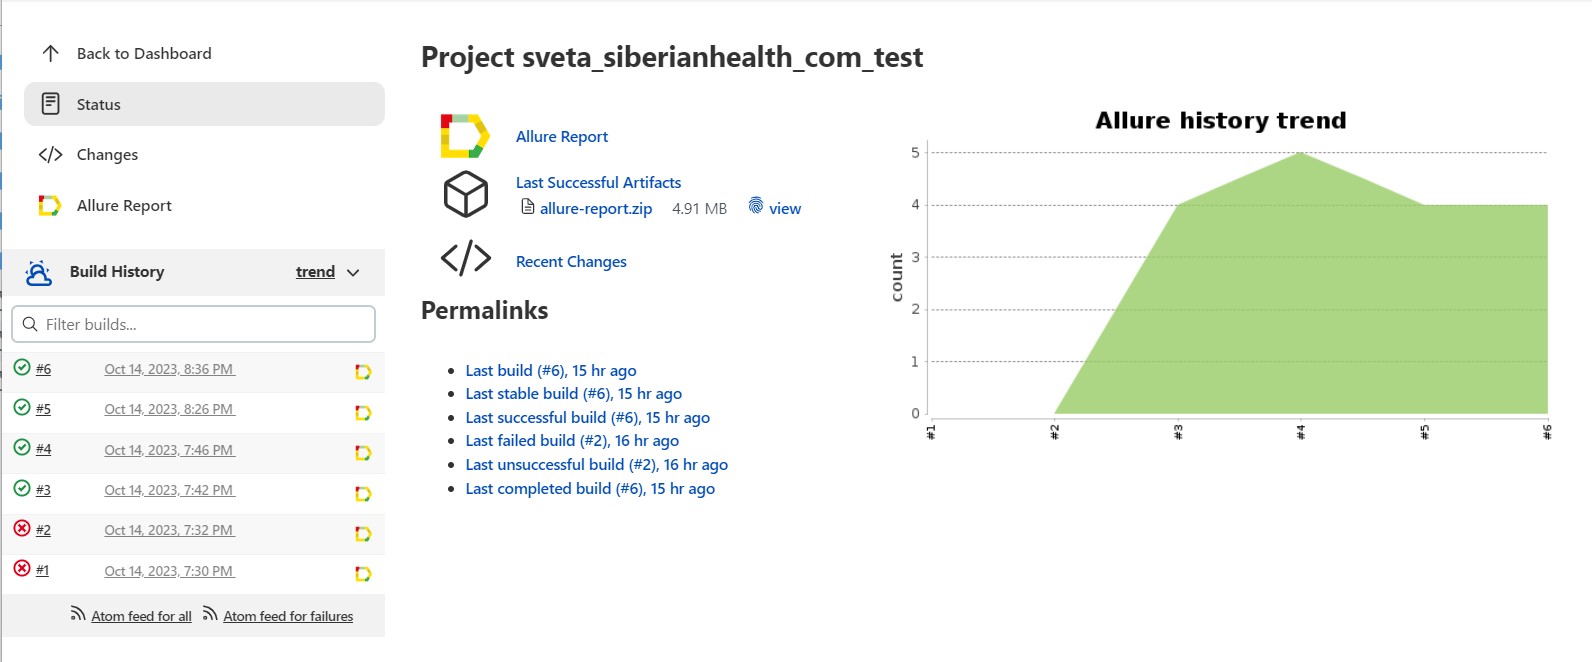 Back to Dashboard
Status
Changes
Allure Report
Build History trend
Filter builds...
#6 Oct 14, 2023, 8:36 PM
#5 Oct 14, 2023, 8:26 PM
#4 Oct 14, 2023, 7:46 PM
#3 Oct 14, 2023, 7:42 PM
#2 Oct 14, 2023, 7:32 PM
#1 Oct 14, 2023, 7:30 PM
Atom feed for all Atom feed for failures
Project sveta_siberianhealth_com_test
Allure Report
Last Successful Artifacts
allure-report.zip 4.91 MB view
Recent Changes
Permalinks
Last build (#6), 15 hr ago
Last stable build (#6), 15 hr ago
Last successful build (#6), 15 hr ago
Last failed build (#2), 16 hr ago
Last unsuccessful build (#2), 16 hr ago
Last completed build (#6), 15 hr ago
Allure history trend
count
5
4
3
2
1
0
#1 #2 #3 #4 #5 #6